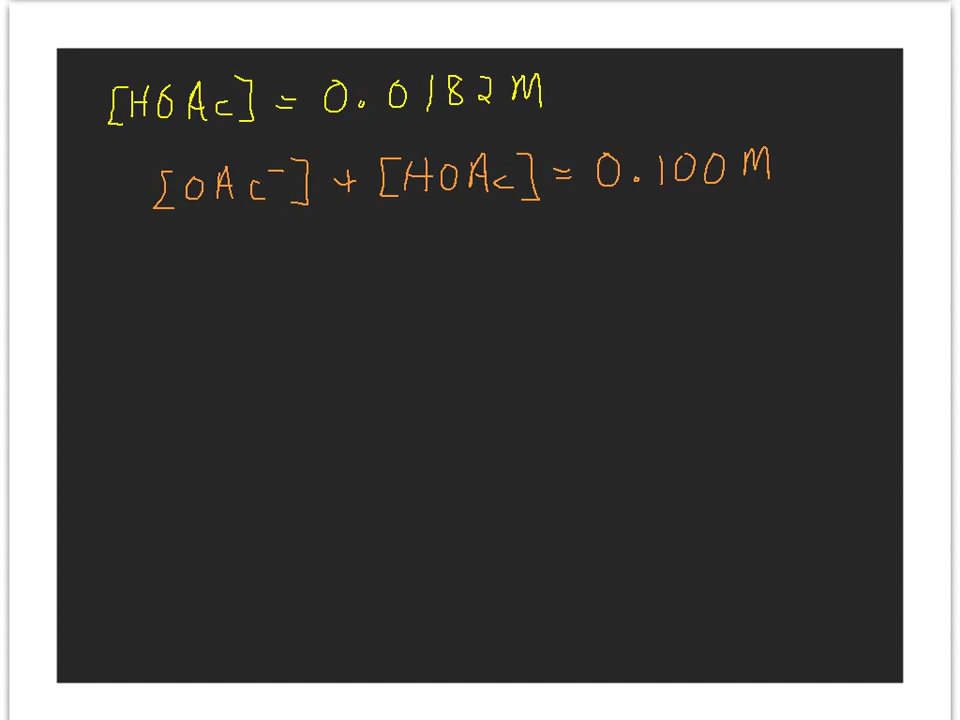 [HOAc] = 0.0182 M
[OAc⁻] + [HOAc] = 0.100 M